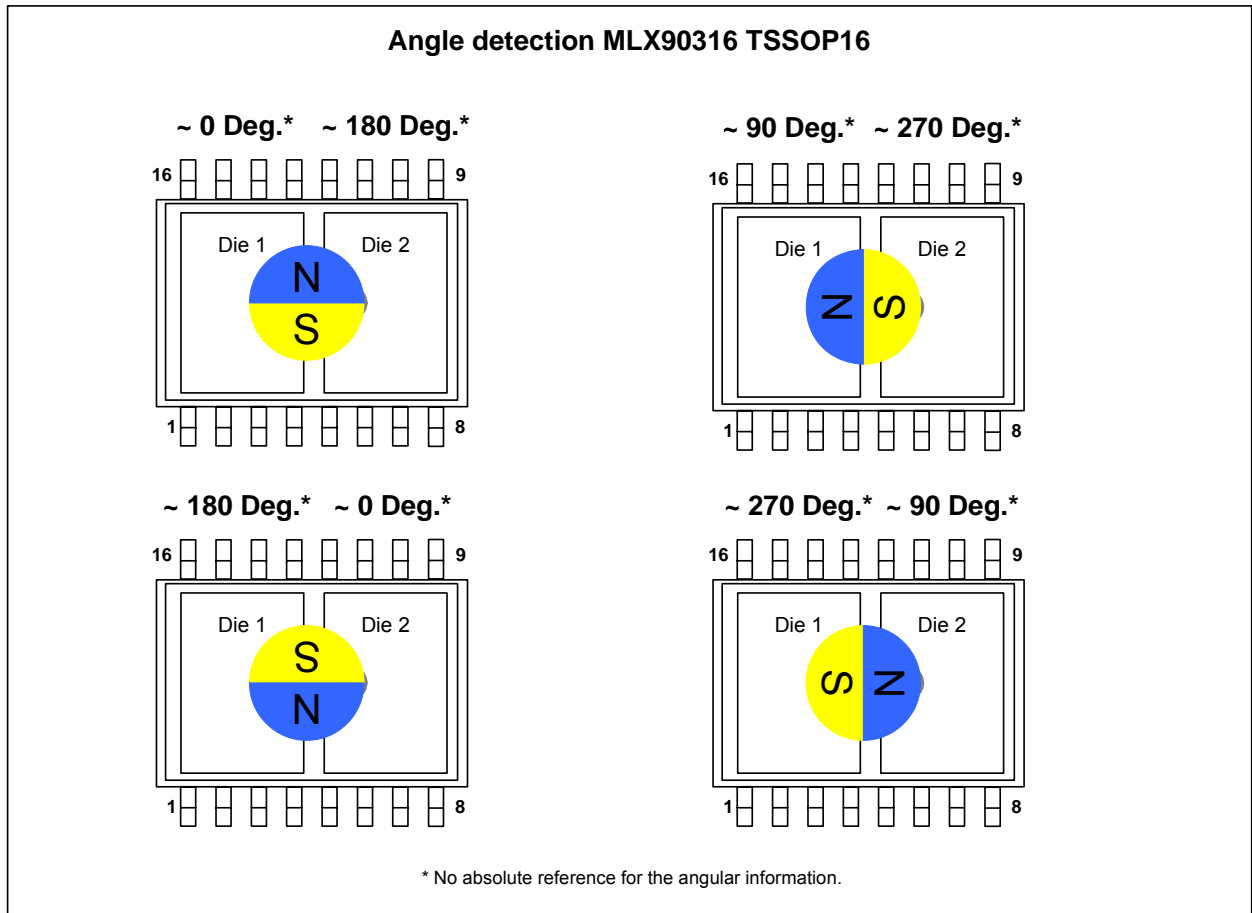 Angle detection MLX90316 TSSOP16
~ 0 Deg.* ~ 180 Deg.*
16 9
Die 1 Die 2
N
S
1 8
~ 90 Deg.* ~ 270 Deg.*
16 9
Die 1 Die 2
N S
1 8
~ 180 Deg.* ~ 0 Deg.*
16 9
Die 1 Die 2
S
N
1 8
~ 270 Deg.* ~ 90 Deg.*
16 9
Die 1 Die 2
S N
1 8
* No absolute reference for the angular information.